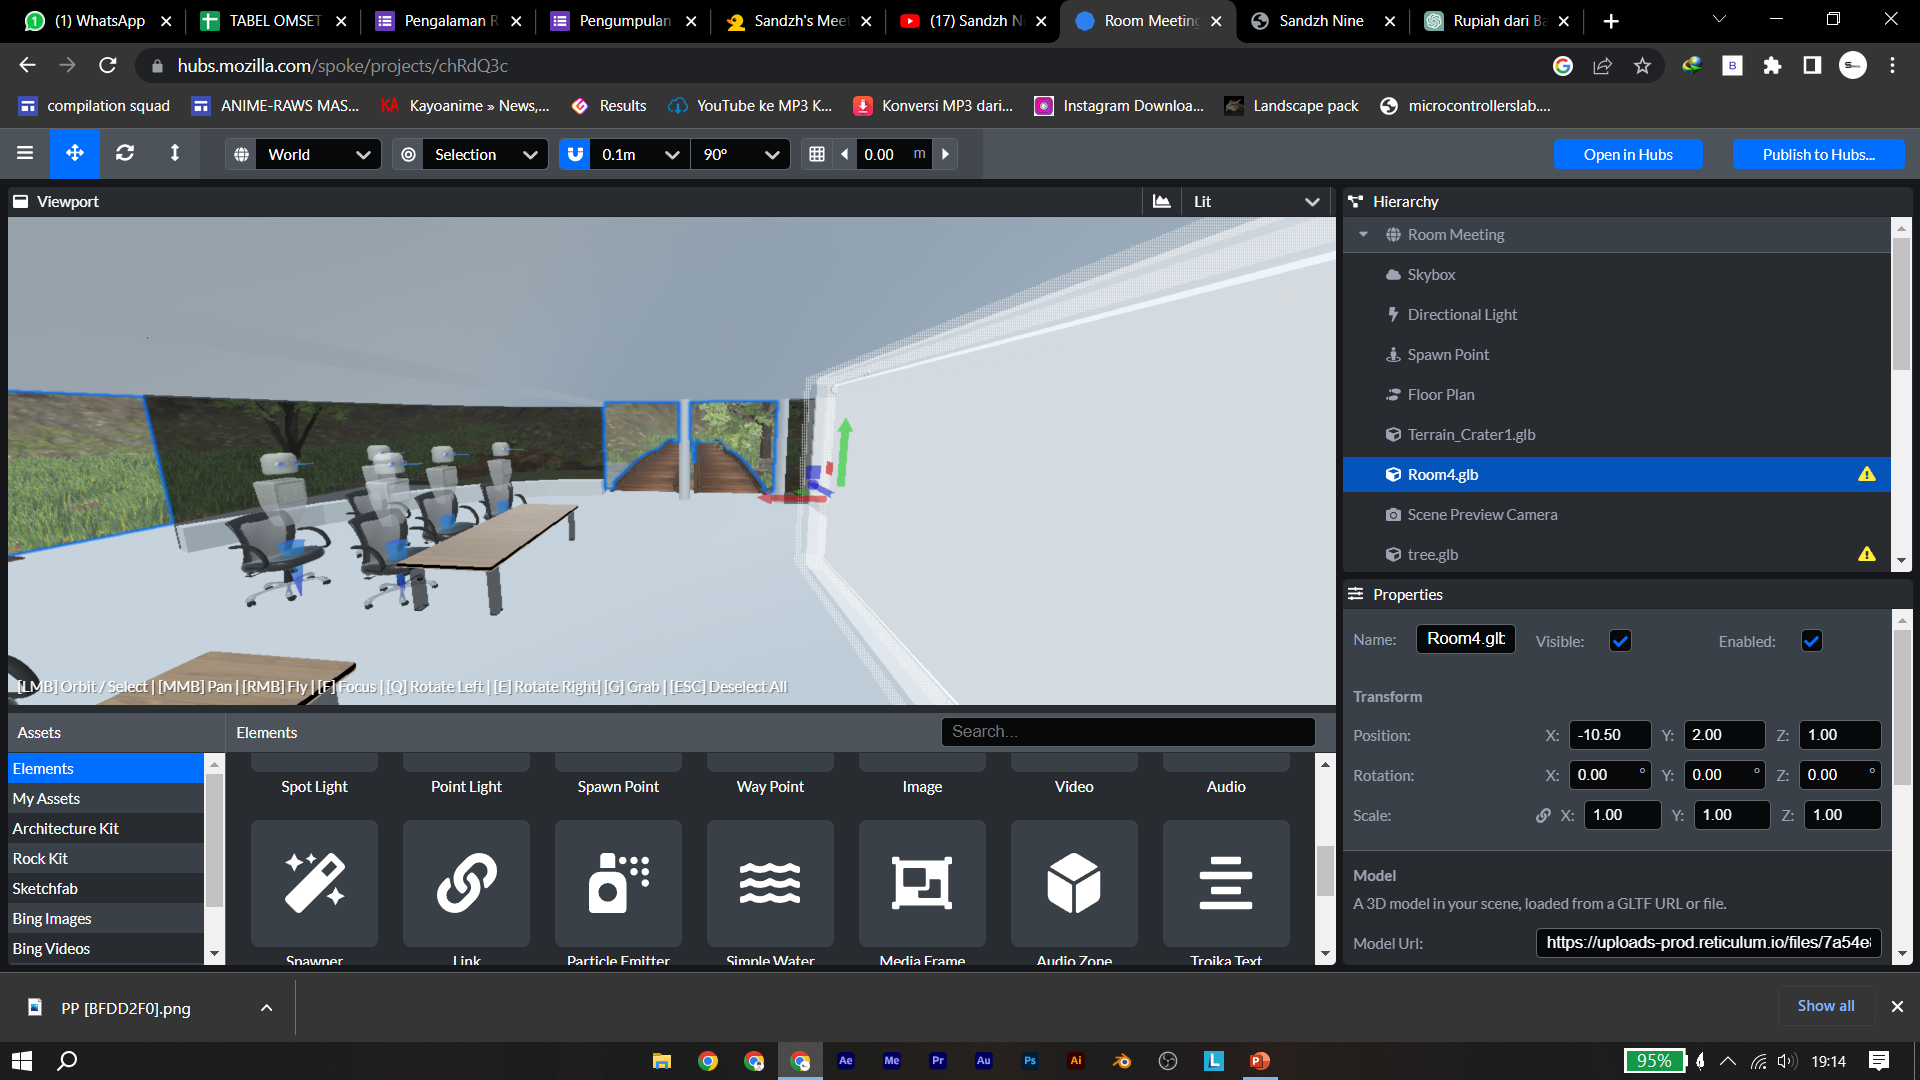 (1) WhatsApp
TABEL OMSET
Pengalaman R
Pengumpulan
Sandzh's Mee
(17) Sandzh Ni
Room Meeting
Sandzh Nine
Rupiah dari Ba
hubs.mozilla.com/spoke/projects/chRdQ3c
compilation squad
ANIME-RAWS MAS...
KA Kayoanime » News,...
Results
YouTube ke MP3 K...
Konversi MP3 dari...
Instagram Downloa...
Landscape pack
microcontrollerslab....
World
Selection
0.1m
90°
0.00 m
Open in Hubs
Publish to Hubs...
Viewport
Lit
[LMB] Orbit / Select | [MMB] Pan | [RMB] Fly | [F] Focus | [Q] Rotate Left | [E] Rotate Right| [G] Grab | [ESC] Deselect All
Hierarchy
Room Meeting
Skybox
Directional Light
Spawn Point
Floor Plan
Terrain_Crater1.glb
Room4.glb
Scene Preview Camera
tree.glb
Properties
Name: Room4.glb Visible: Enabled:
Transform
Position: X: -10.50 Y: 2.00 Z: 1.00
Rotation: X: 0.00 ° Y: 0.00 ° Z: 0.00 °
Scale: X: 1.00 Y: 1.00 Z: 1.00
Model
A 3D model in your scene, loaded from a GLTF URL or file.
Model Url: https://uploads-prod.reticulum.io/files/7a54e8
Assets
Elements
My Assets
Architecture Kit
Rock Kit
Sketchfab
Bing Images
Bing Videos
Elements
Search...
Spot Light
Point Light
Spawn Point
Way Point
Image
Video
Audio
Spawner
Link
Particle Emitter
Simple Water
Media Frame
Audio Zone
Troika Text
PP [BFDD2F0].png
Show all
Ae
Me
Pr
Au
Ps
Ai
L
P
95%
19:14